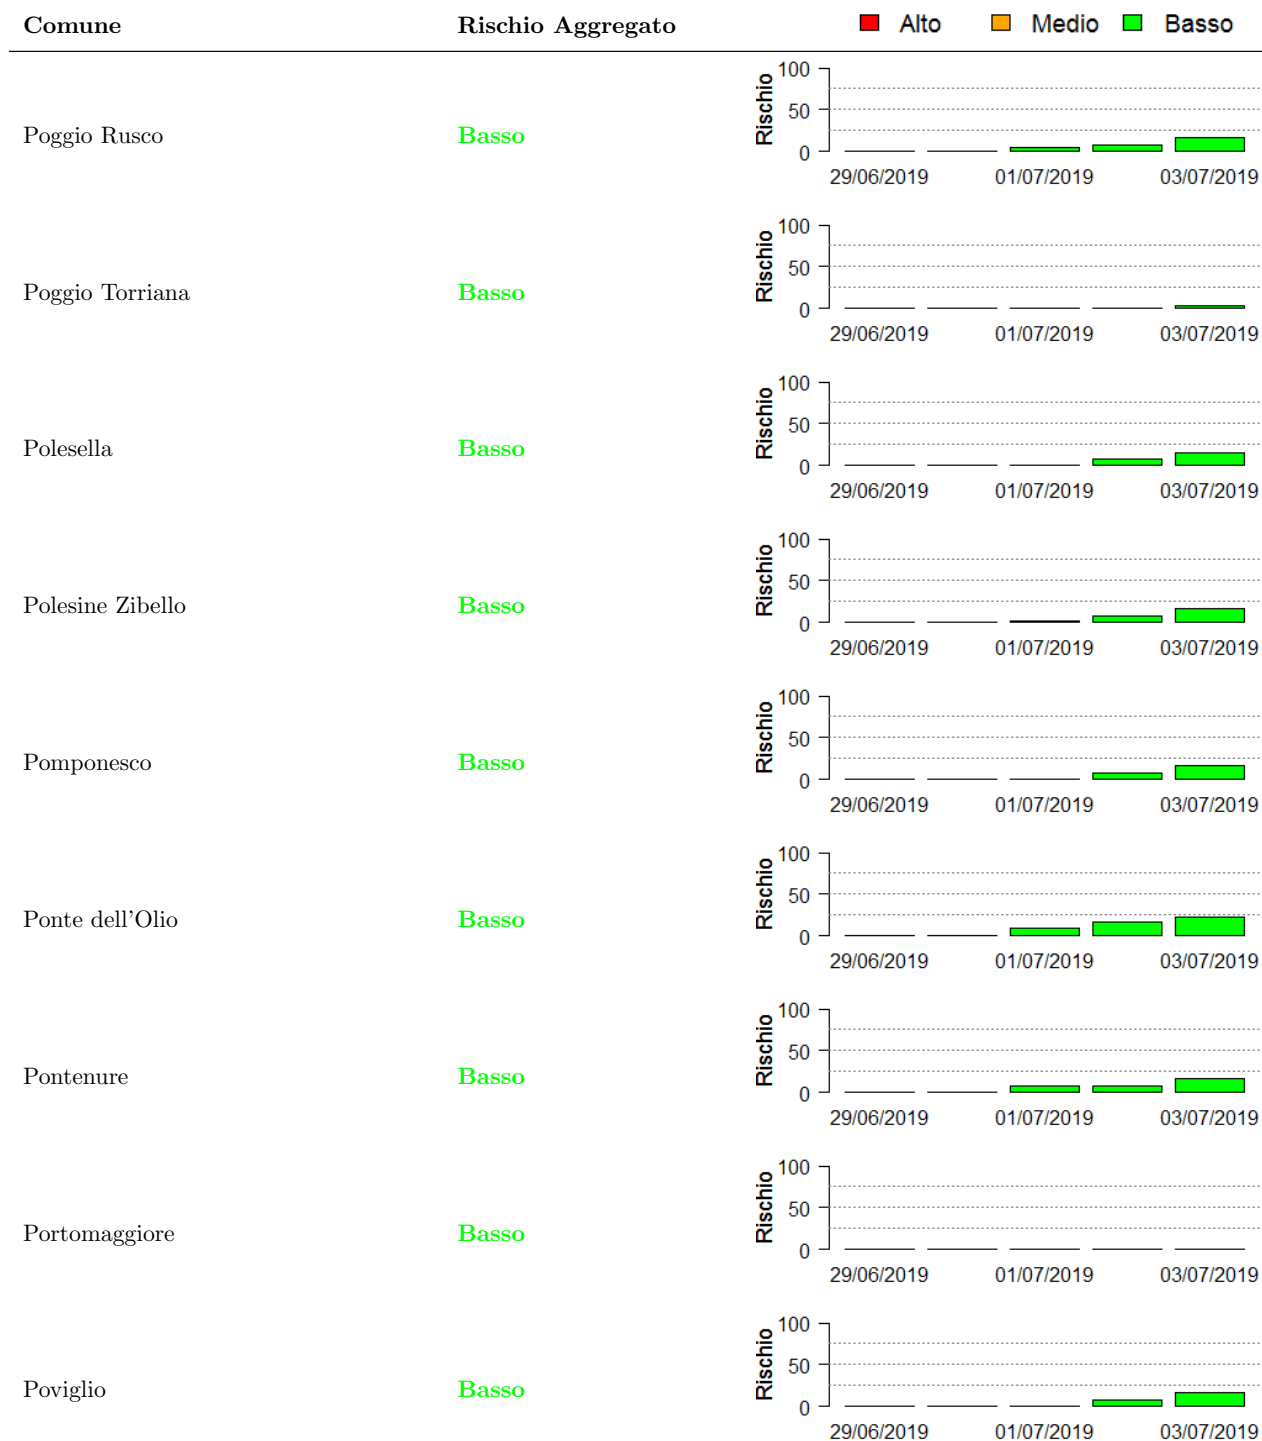 Comune Rischio Aggregato Alto Medio Basso
100
50
0
Rischio
Poggio Rusco Basso
29/06/2019 01/07/2019 03/07/2019
100
50
0
Rischio
Poggio Torriana Basso
29/06/2019 01/07/2019 03/07/2019
100
50
0
Rischio
Polesella Basso
29/06/2019 01/07/2019 03/07/2019
100
50
0
Rischio
Polesine Zibello Basso
29/06/2019 01/07/2019 03/07/2019
100
50
0
Rischio
Pomponesco Basso
29/06/2019 01/07/2019 03/07/2019
100
50
0
Rischio
Ponte dell'Olio Basso
29/06/2019 01/07/2019 03/07/2019
100
50
0
Rischio
Pontenure Basso
29/06/2019 01/07/2019 03/07/2019
100
50
0
Rischio
Portomaggiore Basso
29/06/2019 01/07/2019 03/07/2019
100
50
0
Rischio
Poviglio Basso
29/06/2019 01/07/2019 03/07/2019